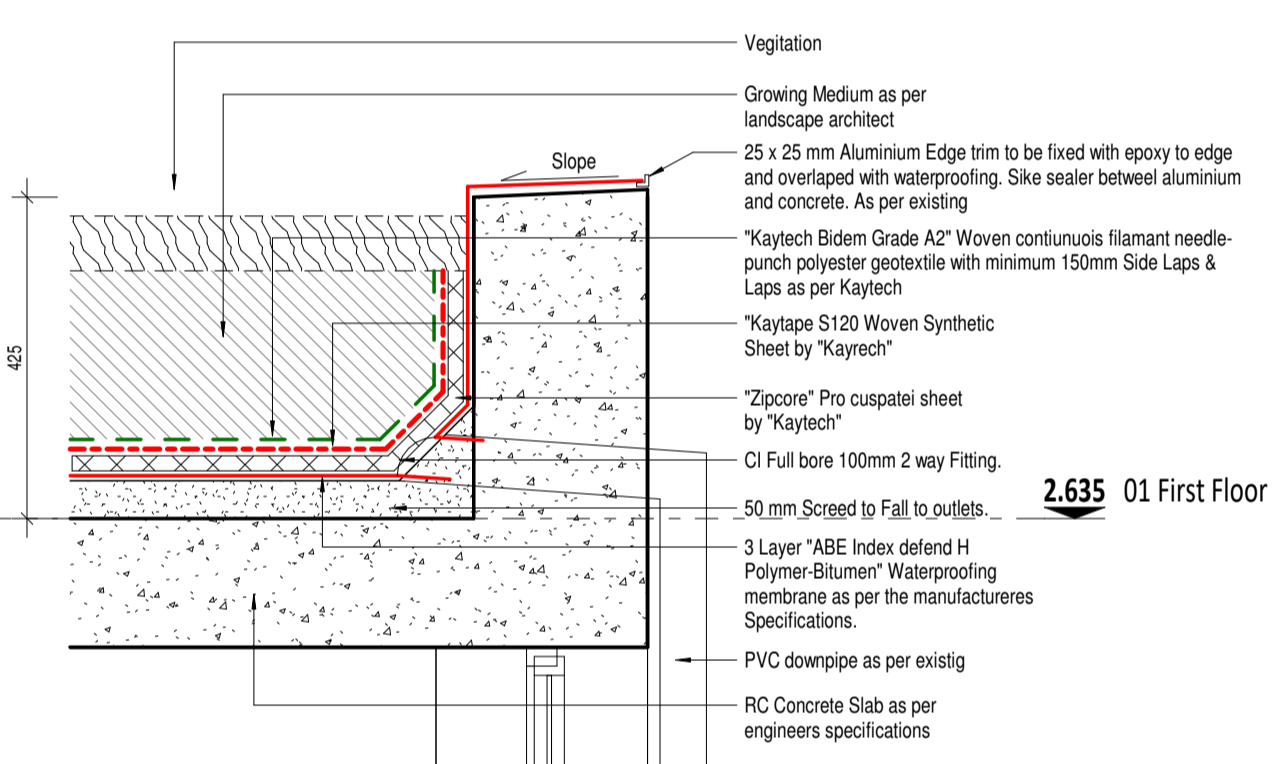 Vegitation
Growing Medium as per
landscape architect
25 x 25 mm Aluminium Edge trim to be fixed with epoxy to edge
and overlaped with waterproofing. Sike sealer betweel aluminium
and concrete. As per existing
Slope
"Kaytech Bidem Grade A2" Woven contiunuois filamant needle-
punch polyester geotextile with minimum 150mm Side Laps &
Laps as per Kaytech
"Kaytape S120 Woven Synthetic
Sheet by "Kayrech"
425
"Zipcore" Pro cuspatei sheet
by "Kaytech"
CI Full bore 100mm 2 way Fitting.
2.635 01 First Floor
50 mm Screed to Fall to outlets.
3 Layer "ABE Index defend H
Polymer-Bitumen" Waterproofing
membrane as per the manufactureres
Specifications.
PVC downpipe as per existig
RC Concrete Slab as per
engineers specifications